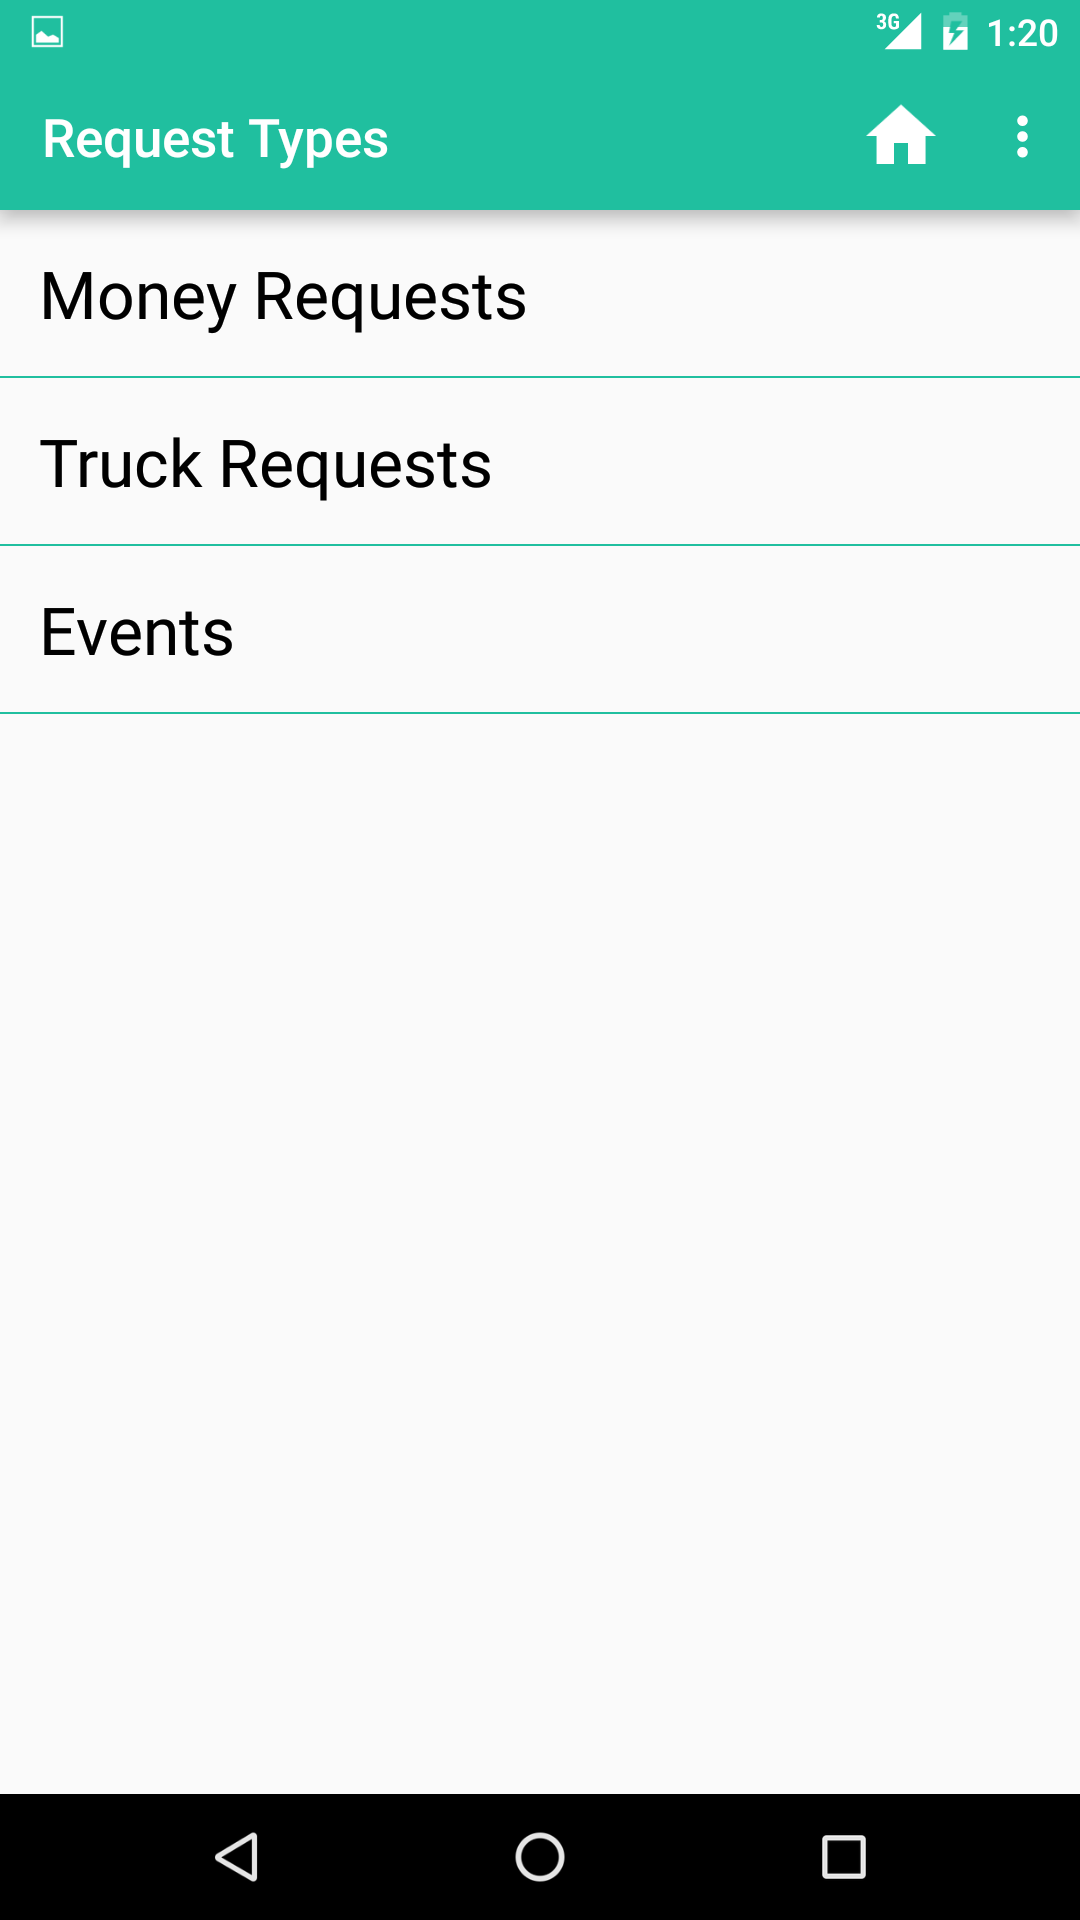 3G 1:20
Request Types
Money Requests
Truck Requests
Events